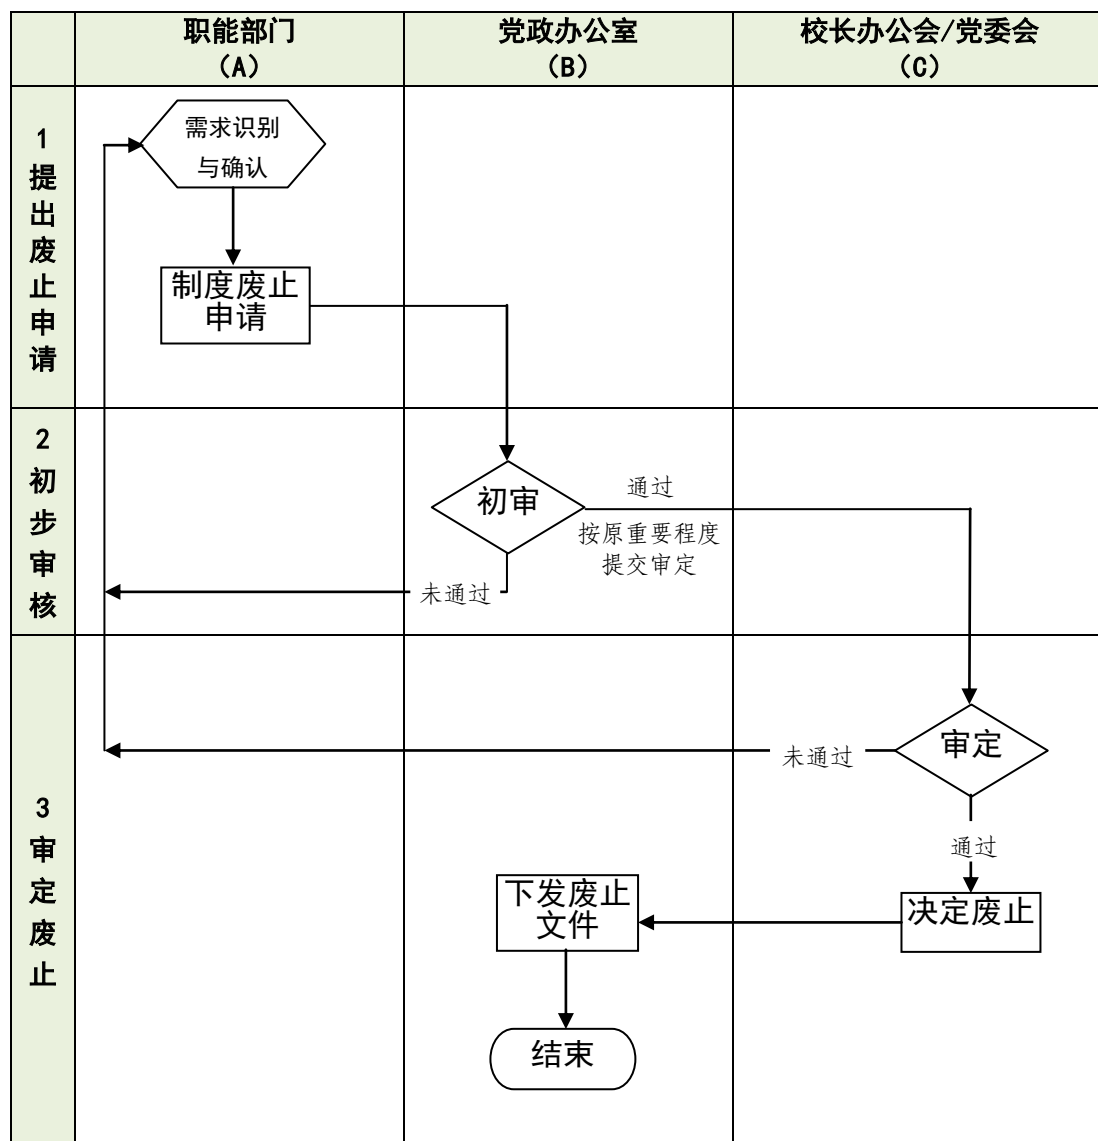 职能部门
（A）
党政办公室
（B）
校长办公会/党委会
（C）
1
提
出
废
止
申
请
需求识别
与确认
制度废止
申请
2
初
步
审
核
初审
通过
按原重要程度
提交审定
未通过
3
审
定
废
止
审定
未通过
通过
决定废止
下发废止
文件
结束